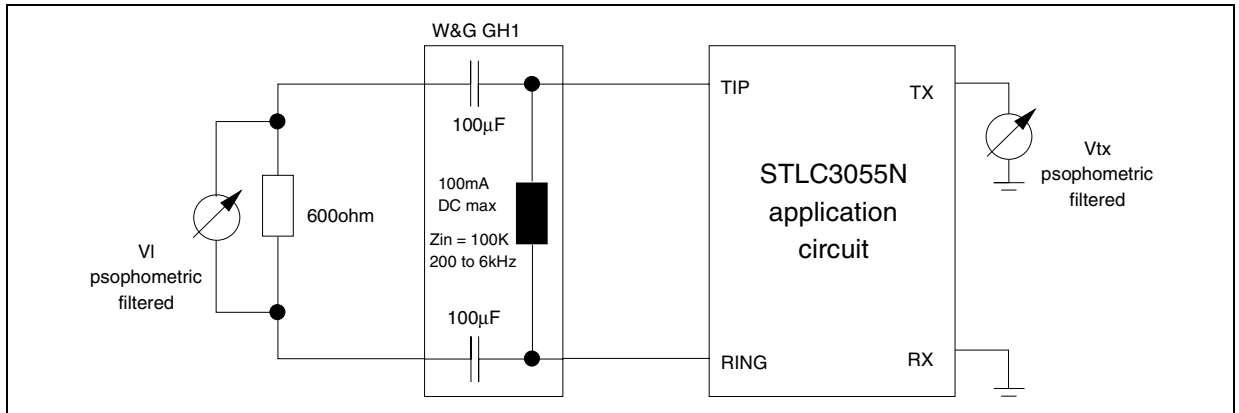 W&G GH1
100μF
TIP
TX
100mA
DC max
Zin = 100K
200 to 6kHz
STLC3055N
application
circuit
600ohm
Vl
psophometric
filtered
Vtx
psophometric
filtered
100μF
RING
RX